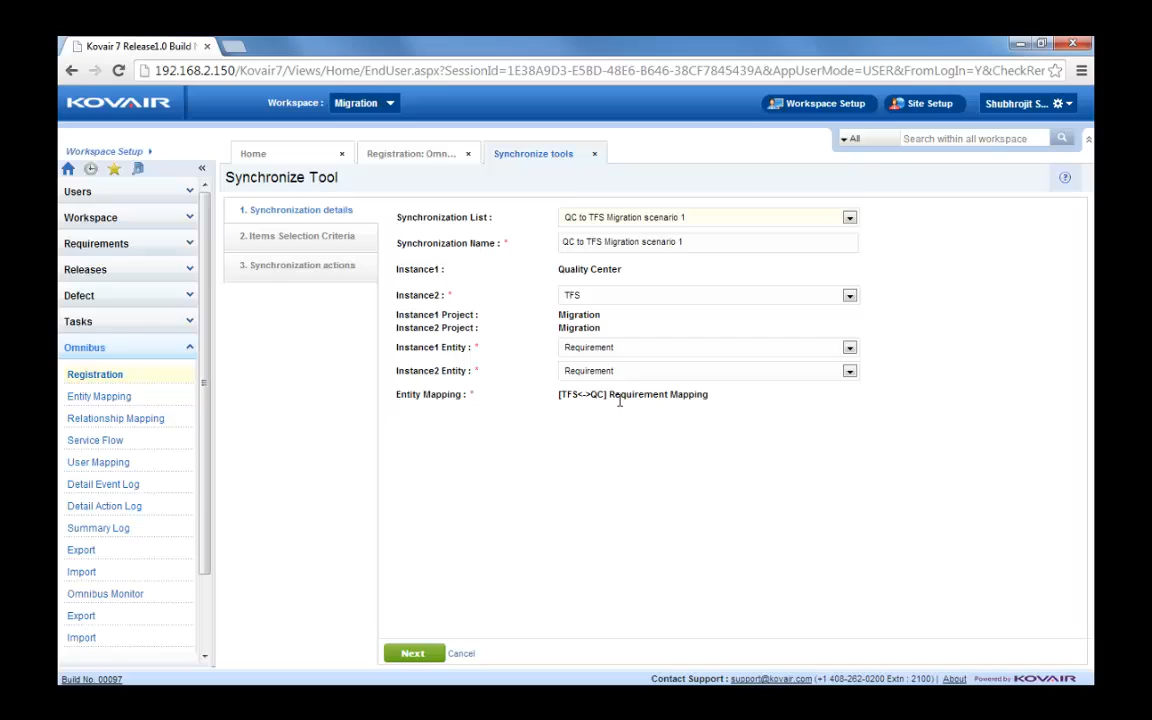 Kovair 7 Release1.0 Build
192.168.2.150/Kovair7/Views/Home/EndUser.aspx?SessionId=1E38A9D3-E5BD-48E6-B646-38CF7845439A&AppUserMode=USER&FromLogIn=Y&CheckRe
KOVAIR
Workspace :
Migration
Workspace Setup
Site Setup
Shubhrojit S...
All
Search within all workspace
Workspace Setup
Home
Registration: Omn...
Synchronize tools
Synchronize Tool
Users
Workspace
Requirements
Releases
Defect
Tasks
Omnibus
Registration
Entity Mapping
Relationship Mapping
Service Flow
User Mapping
Detail Event Log
Detail Action Log
Summary Log
Export
Import
Omnibus Monitor
Export
Import
1. Synchronization details
2. Items Selection Criteria
3. Synchronization actions
Synchronization List :
QC to TFS Migration scenario 1
Synchronization Name : *
QC to TFS Migration scenario 1
Instance1 :
Quality Center
Instance2 : *
TFS
Instance1 Project :
Migration
Instance2 Project :
Migration
Instance1 Entity : *
Requirement
Instance2 Entity : *
Requirement
Entity Mapping : *
[TFS<->QC] Requirement Mapping
Next
Cancel
Build No. 00097
Contact Support : support@kovair.com (+1 408-262-0200 Extn : 2100) | About
Powered by KOVAIR